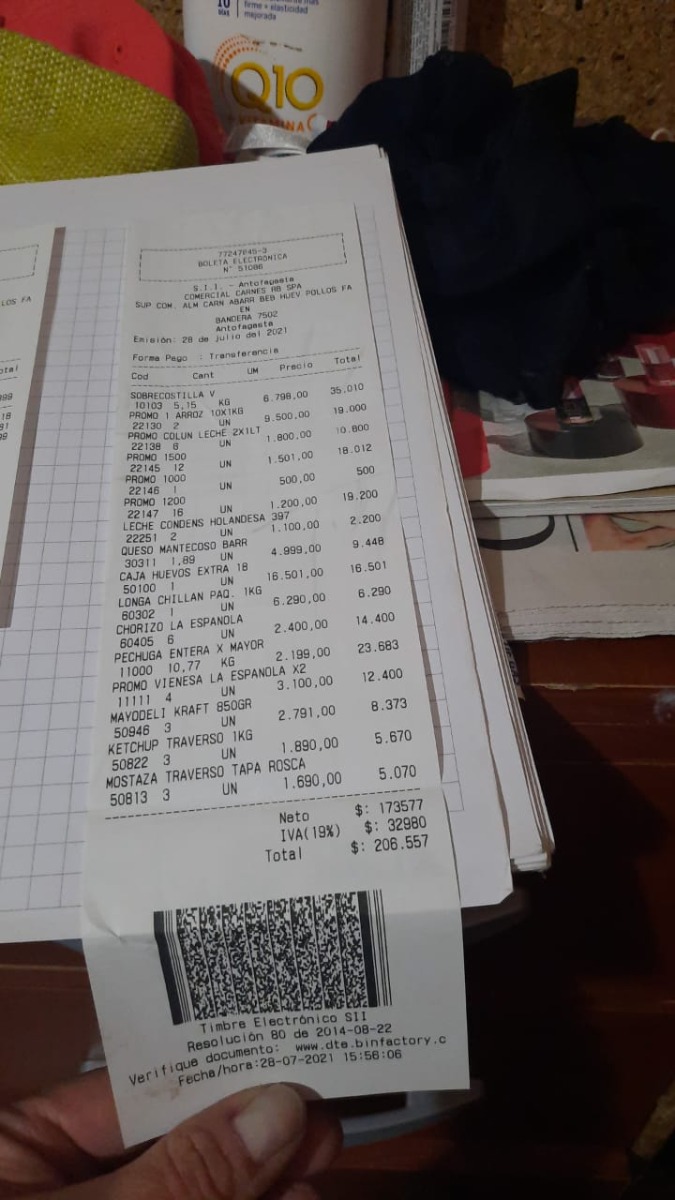 10
DÍAS
firme + elasticidad
mejorada
Q10
VITAMINA C
LOS FA
77247845-3
BOLETA ELECTRONICA
N° 51086
S.I.I. - Antofagasta
COMERCIAL CARNES RB SPA
SUP COM. ALM CARN ABARR BEB HUEV POLLOS FA
EN
BANDERA 7502
Antofagasta
Emisión: 28 de julio del 2021
Forma Pago : Transferencia
Cod Cant UM Precio Total
SOBRECOSTILLA V
10103 5,15 KG 6.798,00 35.010
PROMO 1 ARROZ 10X1KG
22130 2 UN 9.500,00 19.000
PROMO COLUN LECHE 2X1LT
22138 6 UN 1.800,00 10.800
PROMO 1500
22145 12 UN 1.501,00 18.012
PROMO 1000
22146 1 UN 500,00 500
PROMO 1200
22147 16 UN 1.200,00 19.200
LECHE CONDENS HOLANDESA 397
22251 2 UN 1.100,00 2.200
QUESO MANTECOSO BARR
30311 1,89 UN 4.999,00 9.448
CAJA HUEVOS EXTRA 18
50100 1 UN 16.501,00 16.501
LONGA CHILLAN PAQ. 1KG
60302 1 UN 6.290,00 6.290
CHORIZO LA ESPANOLA
60405 6 UN 2.400,00 14.400
PECHUGA ENTERA X MAYOR
11000 10,77 KG 2.199,00 23.683
PROMO VIENESA LA ESPANOLA X2
11111 4 UN 3.100,00 12.400
MAYODELI KRAFT 850GR
50946 3 UN 2.791,00 8.373
KETCHUP TRAVERSO 1KG
50822 3 UN 1.890,00 5.670
MOSTAZA TRAVERSO TAPA ROSCA
50813 3 UN 1.690,00 5.070
Neto $: 173577
IVA(19%) $: 32980
Total $: 206.557
Timbre Electrónico SII
Resolución 80 de 2014-08-22
Verifique documento: www.dte.binfactory.c
Fecha/hora:28-07-2021 15:56:06